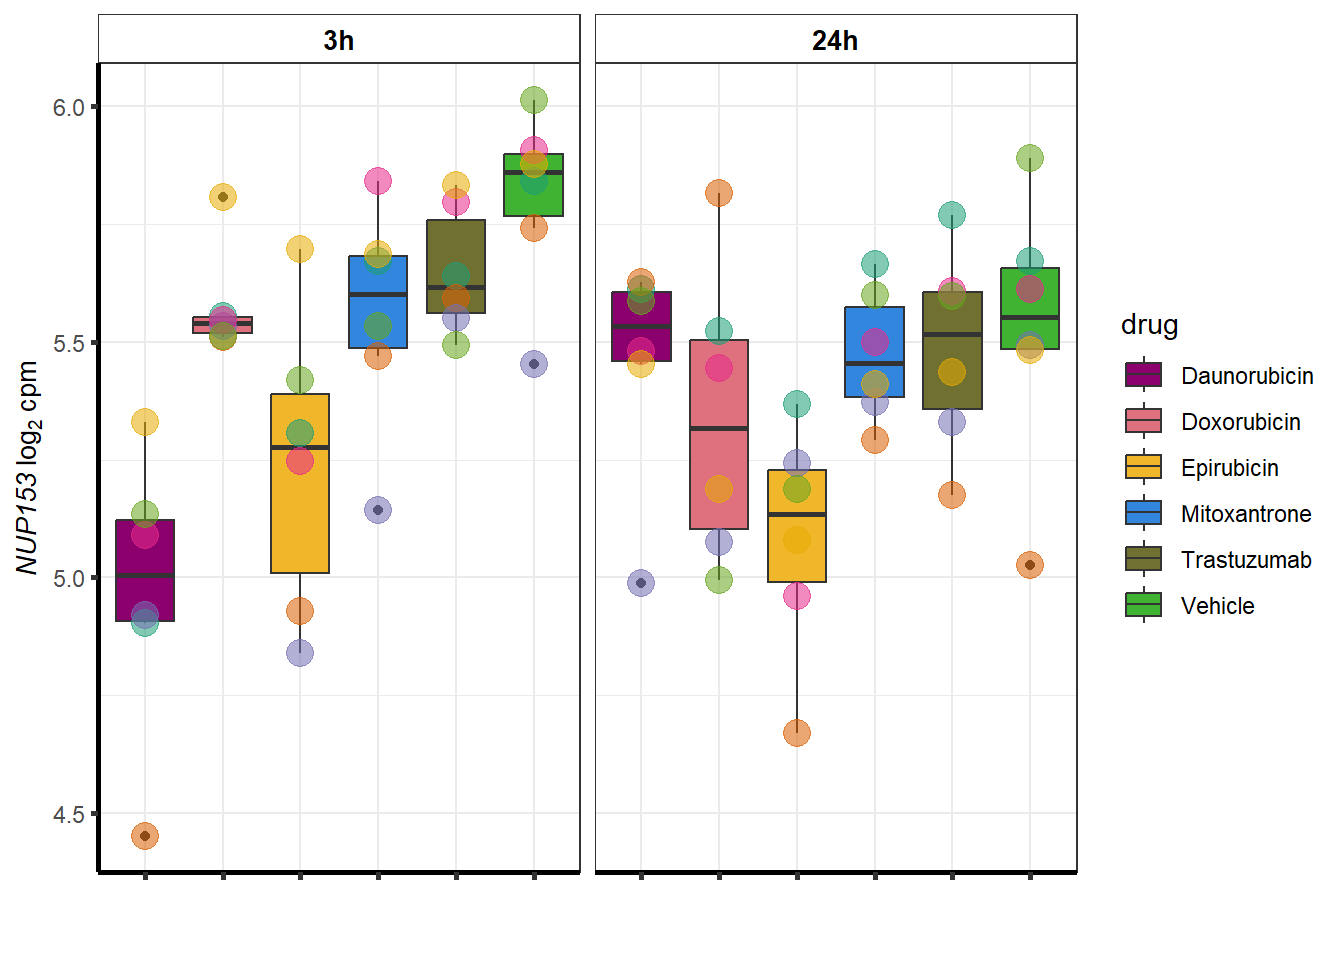 3h
24h
6.0
5.5
5.0
4.5
NUP153 log₂ cpm
drug
Daunorubicin
Doxorubicin
Epirubicin
Mitoxantrone
Trastuzumab
Vehicle